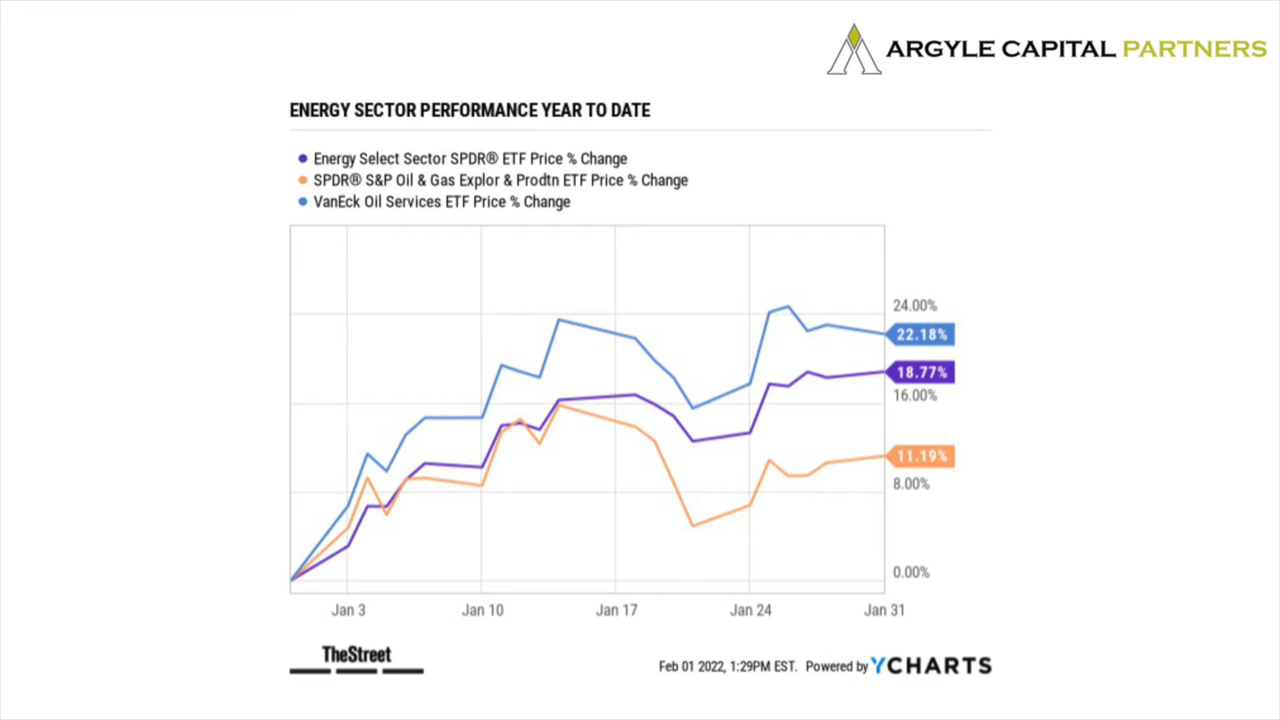 ARGYLE CAPITAL PARTNERS
ENERGY SECTOR PERFORMANCE YEAR TO DATE
Energy Select Sector SPDR® ETF Price % Change
SPDR® S&P Oil & Gas Explor & Prodtn ETF Price % Change
VanEck Oil Services ETF Price % Change
24.00%
22.18%
18.77%
16.00%
11.19%
8.00%
0.00%
Jan 3 Jan 10 Jan 17 Jan 24 Jan 31
TheStreet
Feb 01 2022, 1:29PM EST. Powered by YCHARTS